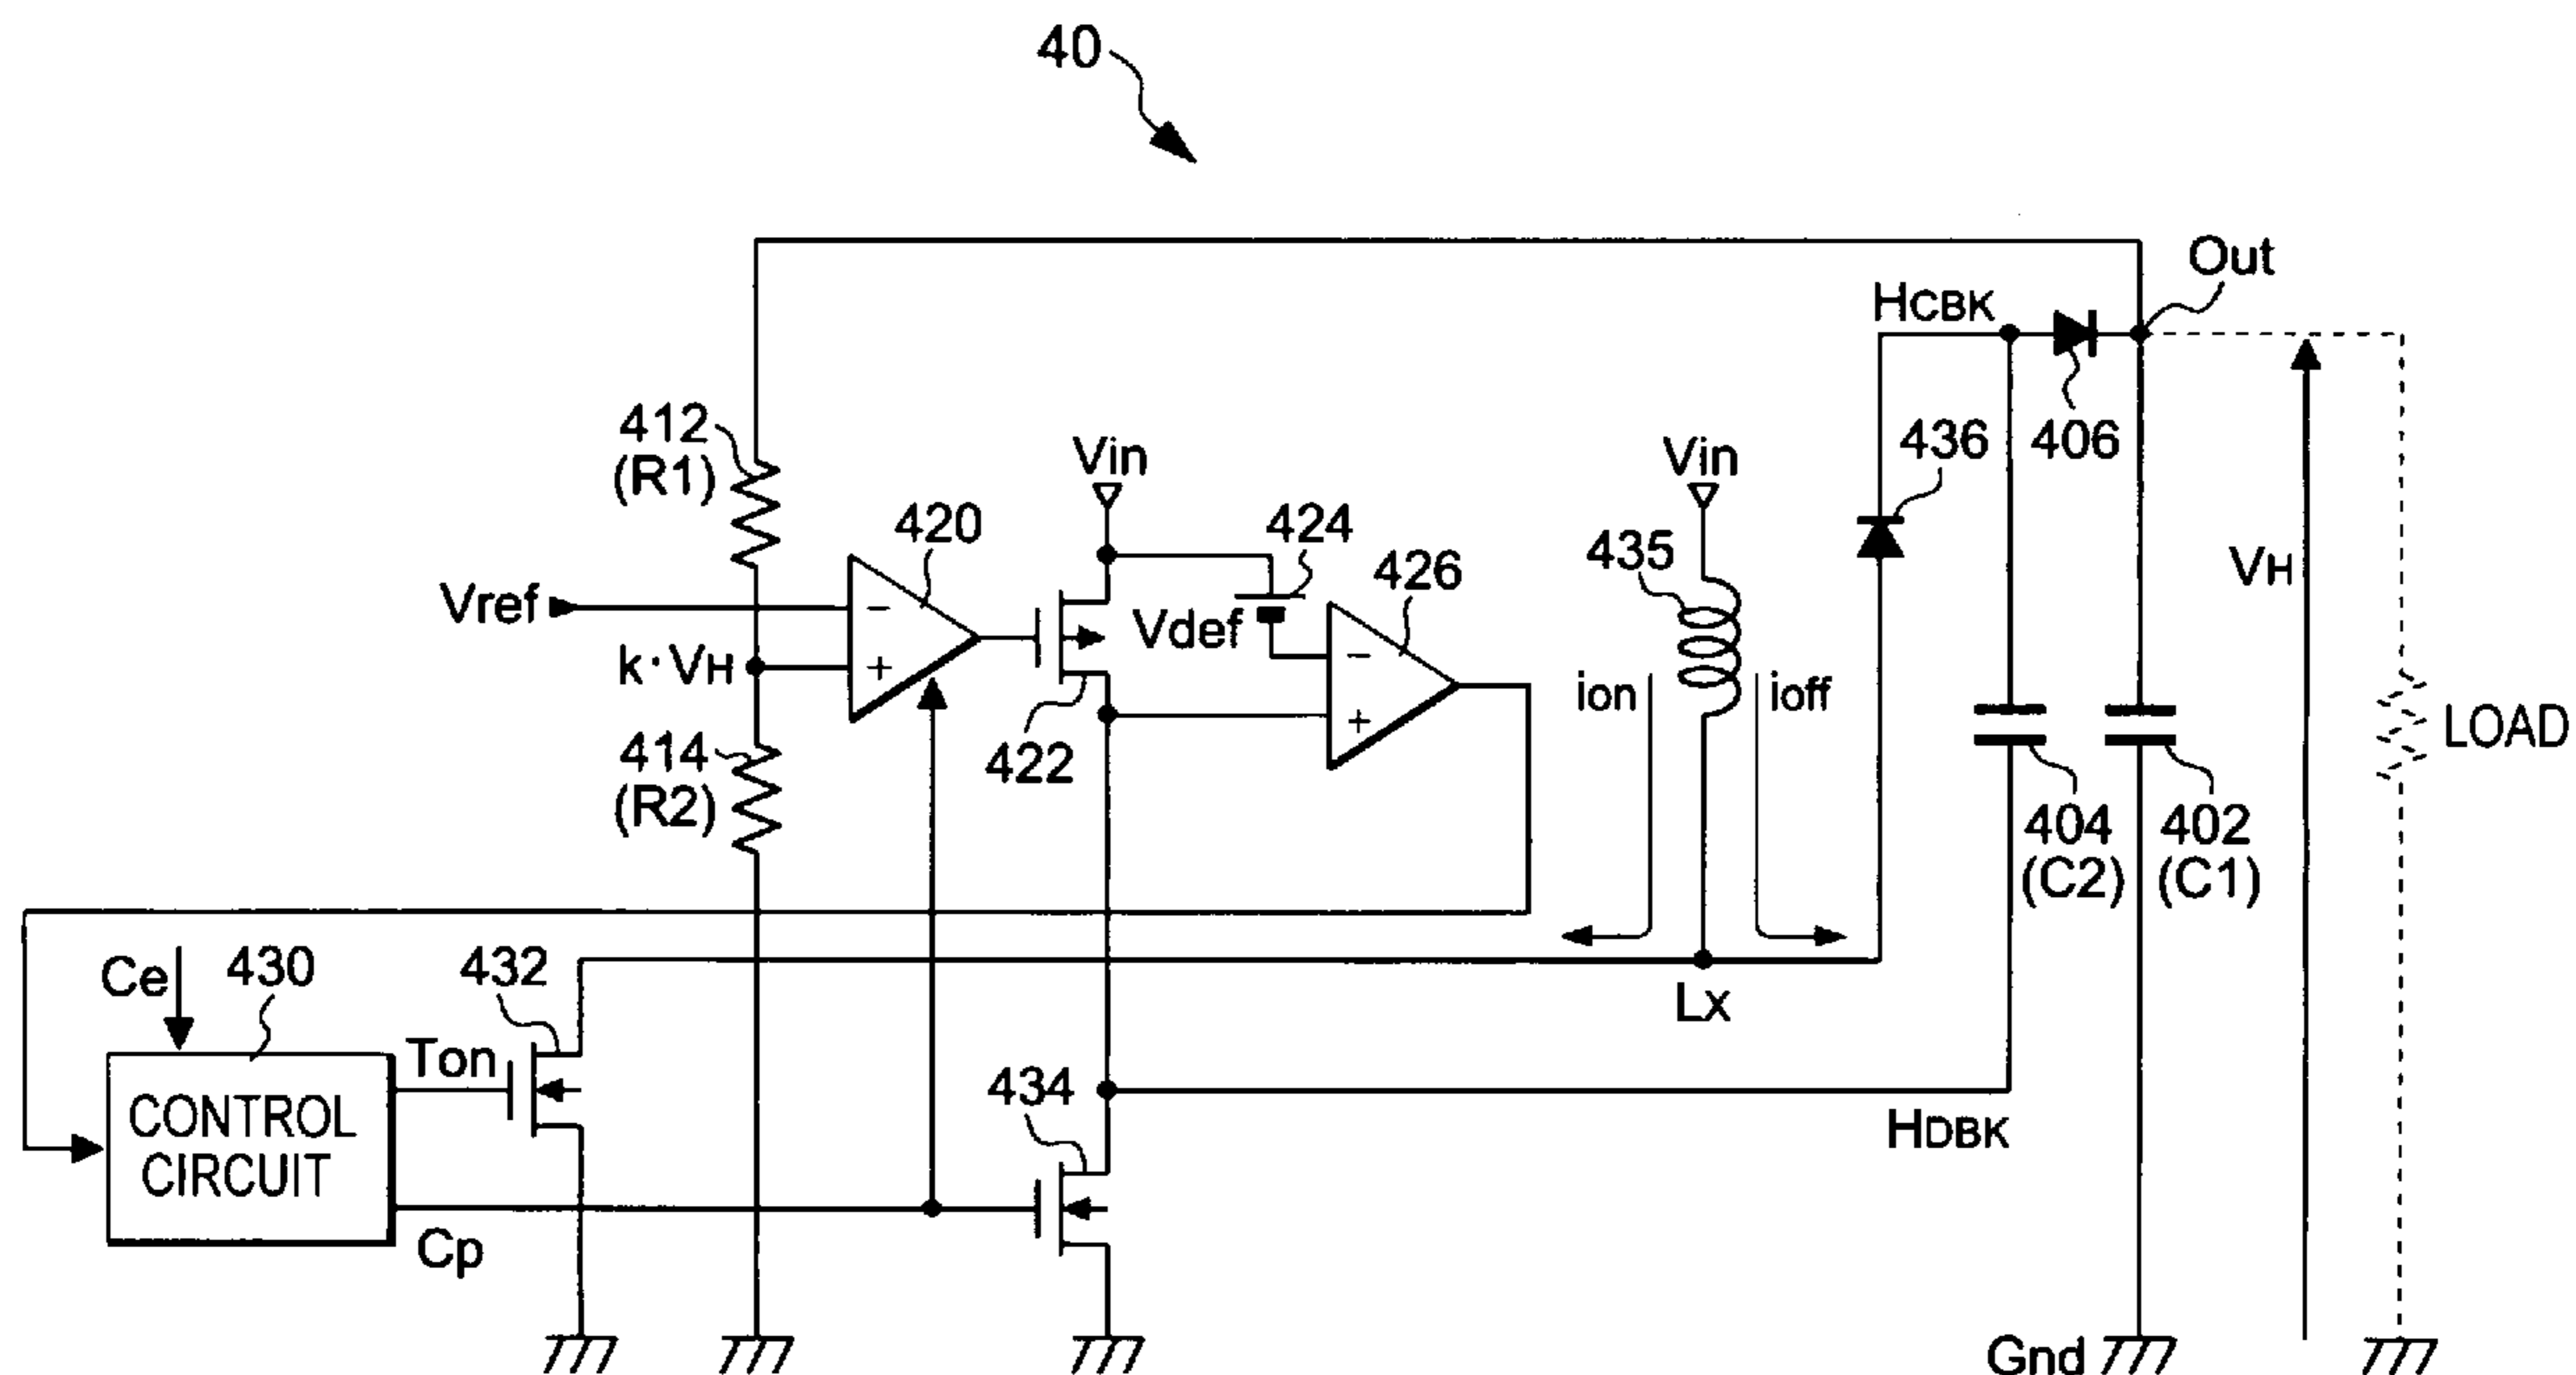 40
Out
HCBK
412
(R1)
Vin
Vin
436
406
420
424
435
426
VH
Vref
−
Vdef
−
k·VH
+
ion
ioff
422
+
LOAD
414
(R2)
404
(C2)
402
(C1)
Ce
430
432
Lx
Ton
434
CONTROL
CIRCUIT
HDBK
Cp
Gnd